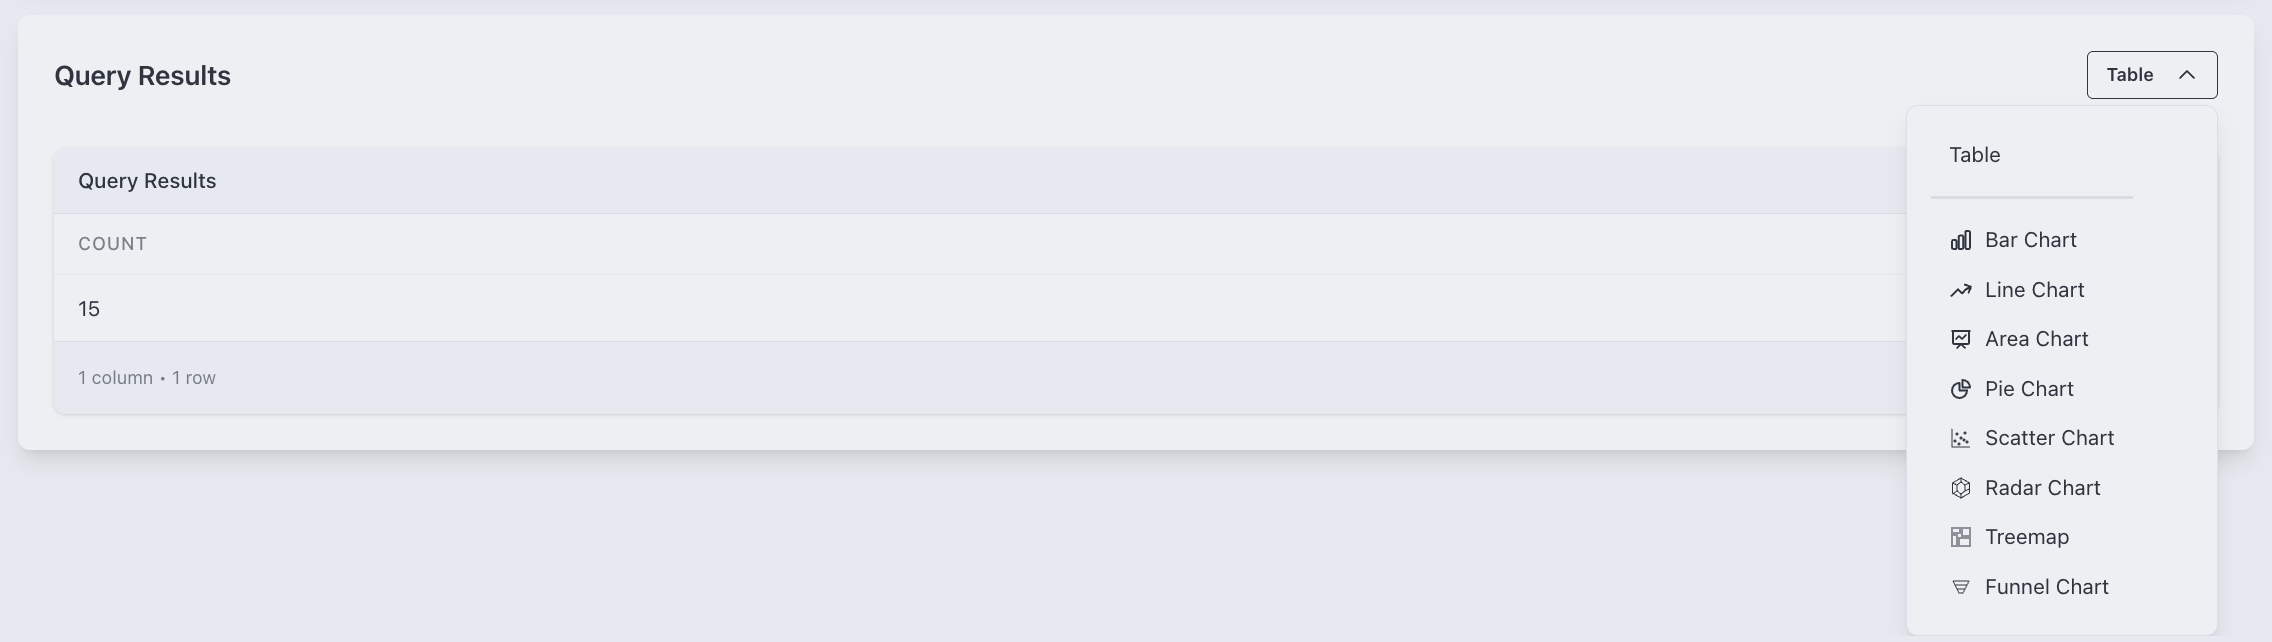 Query Results
Table
Query Results
COUNT
15
1 column • 1 row
Table
Bar Chart
Line Chart
Area Chart
Pie Chart
Scatter Chart
Radar Chart
Treemap
Funnel Chart